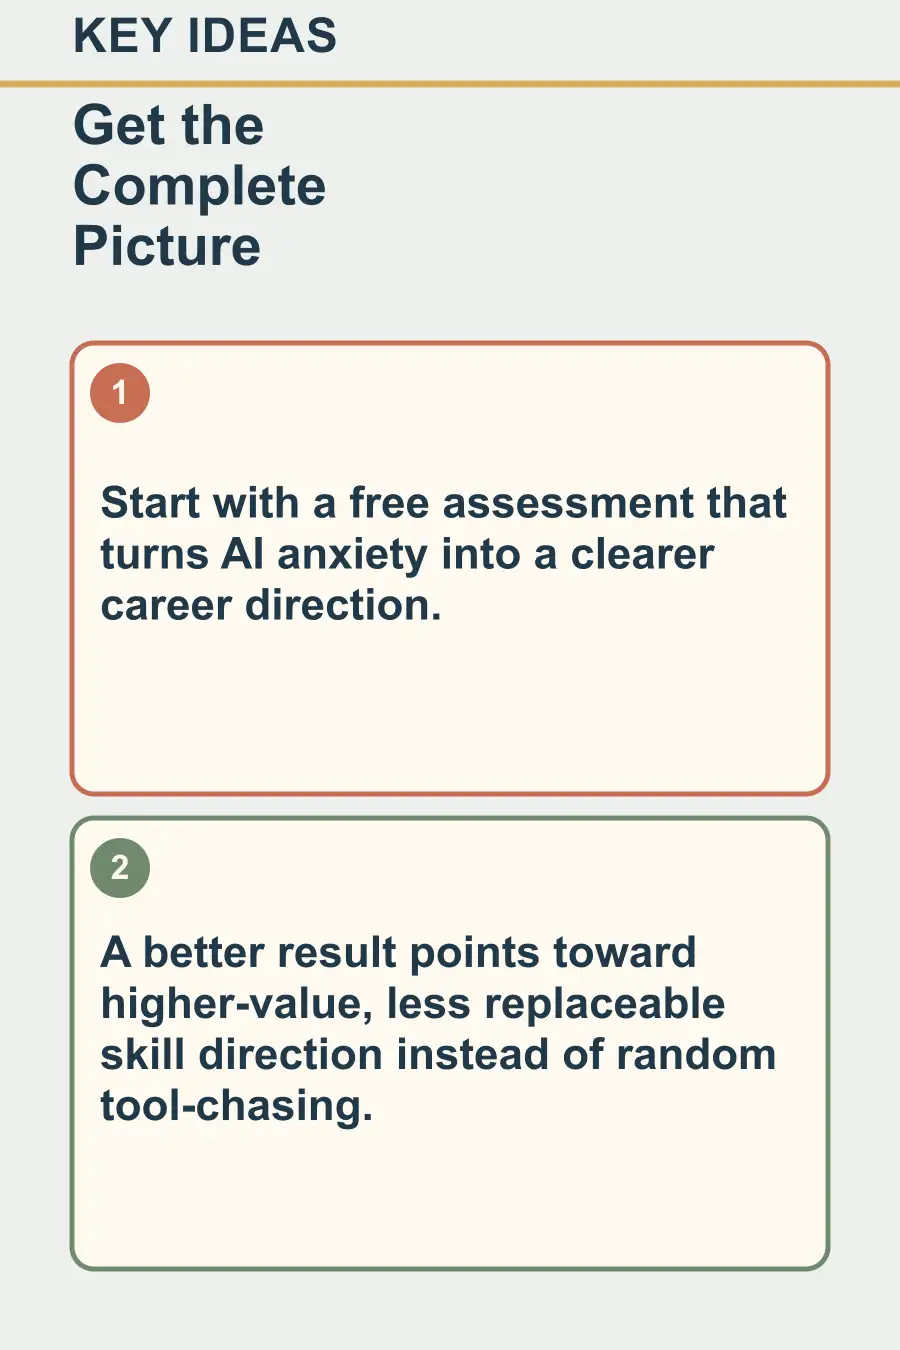 KEY IDEAS
Get the
Complete
Picture
1
Start with a free assessment that
turns AI anxiety into a clearer
career direction.
2
A better result points toward
higher-value, less replaceable
skill direction instead of random
tool-chasing.